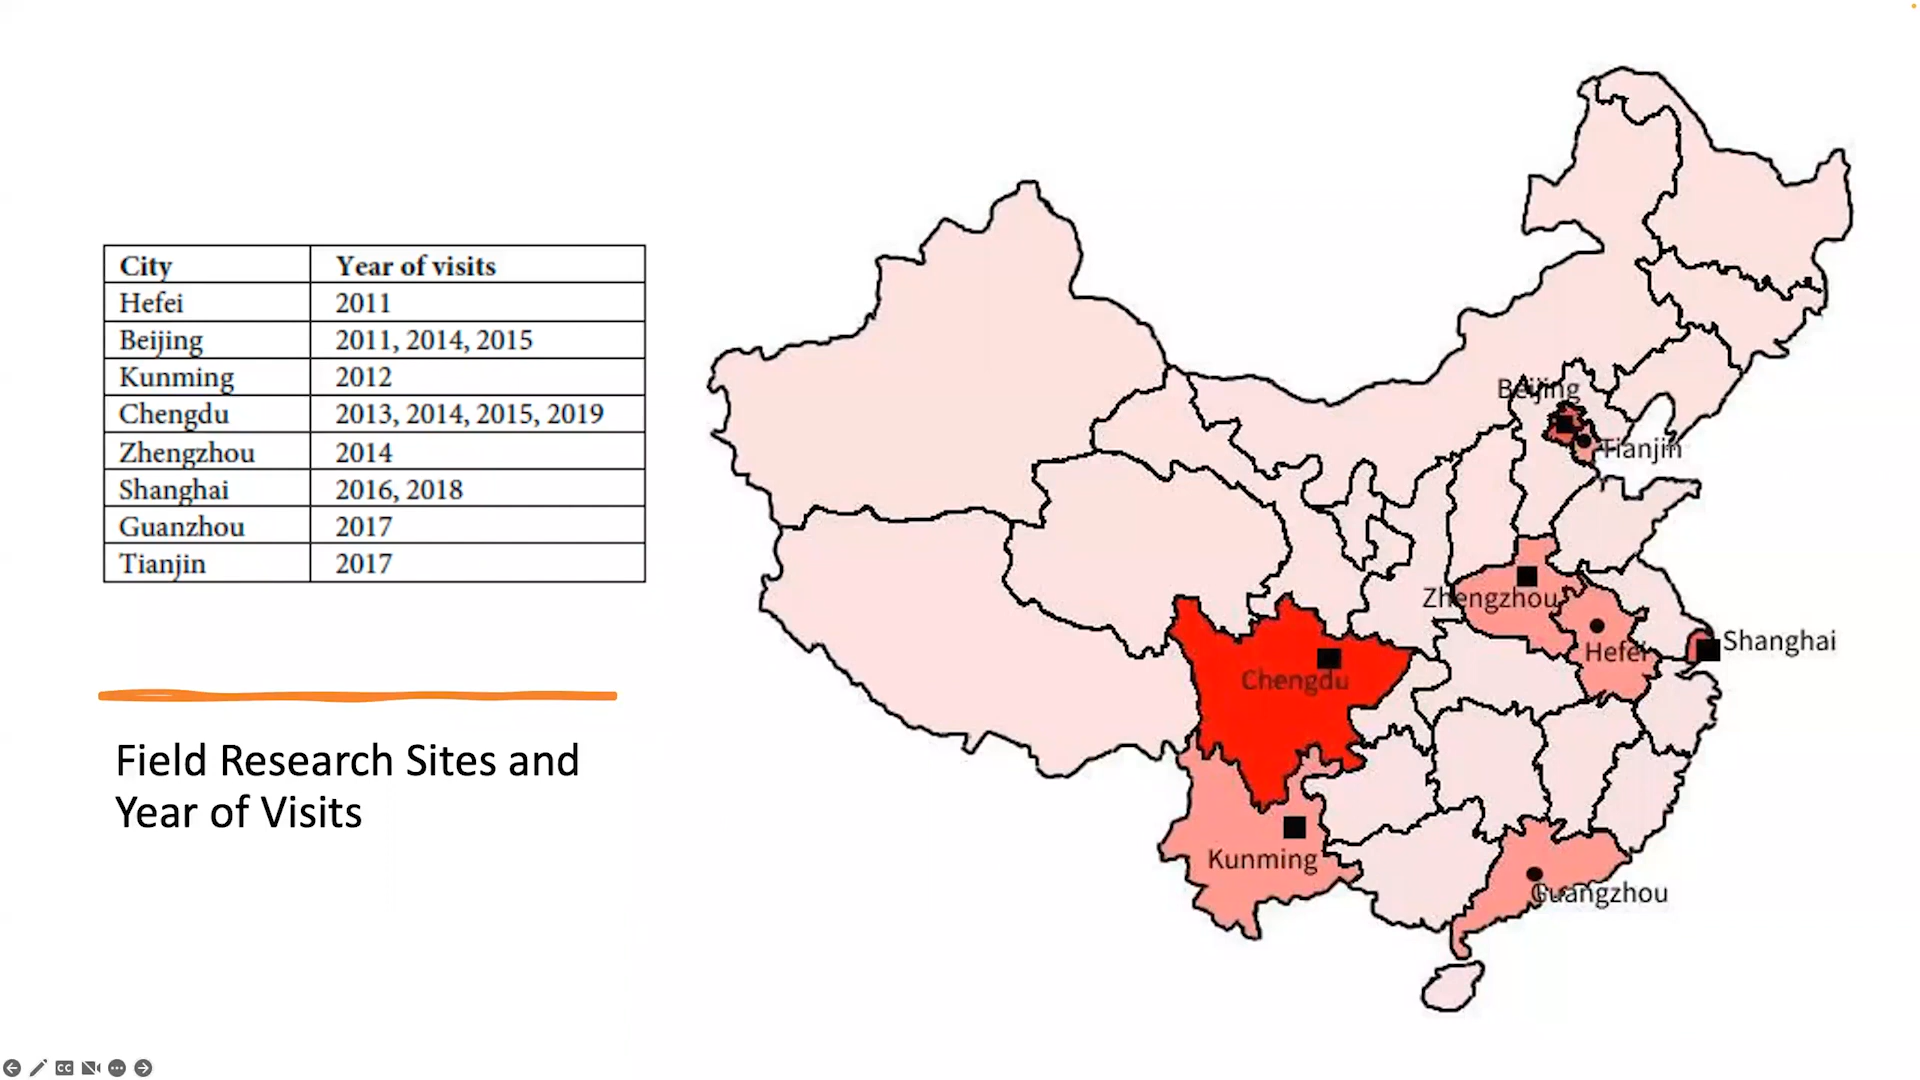 City Year of visits
Hefei 2011
Beijing 2011, 2014, 2015
Kunming 2012
Chengdu 2013, 2014, 2015, 2019
Zhengzhou 2014
Shanghai 2016, 2018
Guanzhou 2017
Tianjin 2017
Field Research Sites and
Year of Visits
Beijing
Tianjin
Zhengzhou
Hefei
Shanghai
Chengdu
Kunming
Guangzhou
CC